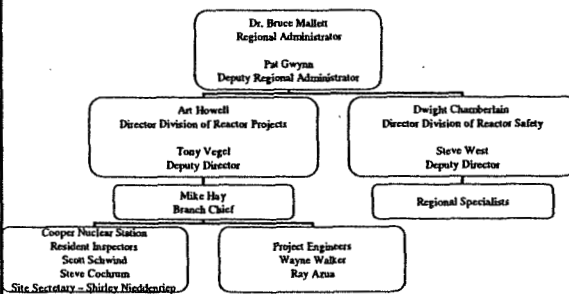 Dr. Bruce Mallett
Regional Administrator
Pat Gwynn
Deputy Regional Administrator
Art Howell
Director Division of Reactor Projects
Tony Vegel
Deputy Director
Dwight Chamberlain
Director Division of Reactor Safety
Steve West
Deputy Director
Mike Hay
Branch Chief
Regional Specialists
Cooper Nuclear Station
Resident Inspectors
Scott Schwind
Steve Cochrum
Site Secretary – Shirley Nieddenriep
Project Engineers
Wayne Walker
Ray Azua